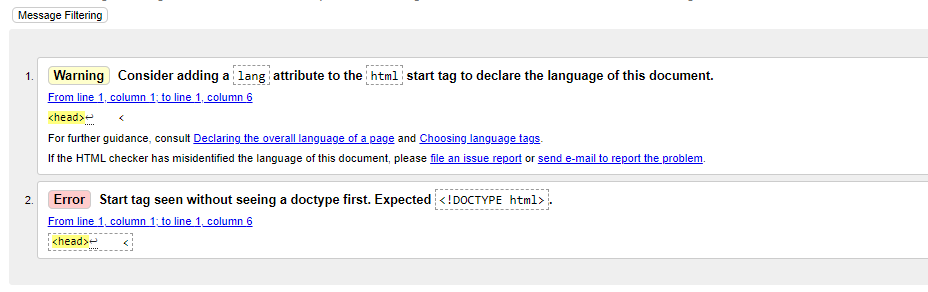 Message Filtering
1. Warning Consider adding a lang attribute to the html start tag to declare the language of this document.
From line 1, column 1; to line 1, column 6
<head>↩ <
For further guidance, consult Declaring the overall language of a page and Choosing language tags.
If the HTML checker has misidentified the language of this document, please file an issue report or send e-mail to report the problem.
2. Error Start tag seen without seeing a doctype first. Expected <!DOCTYPE html>.
From line 1, column 1; to line 1, column 6
<head>↩ <